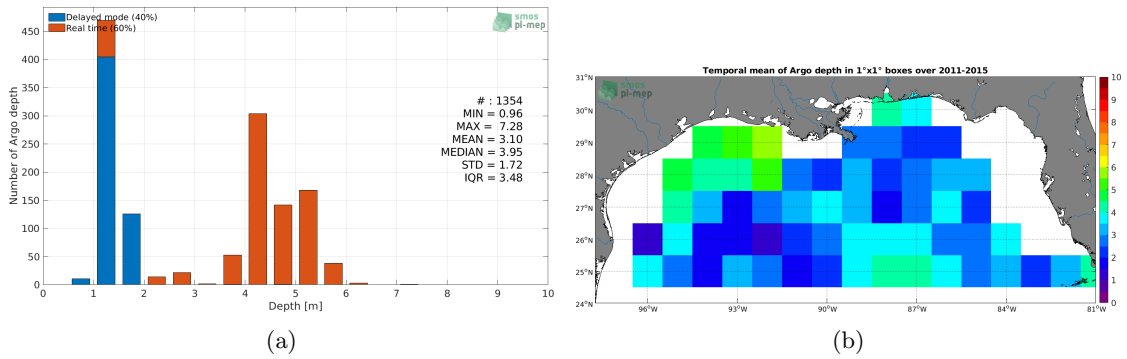 Delayed mode (40%)
Real time (60%)
smos
pi-mep
450
400
350
300
250
200
150
100
50
0
Number of Argo depth
# : 1354
MIN = 0.96
MAX = 7.28
MEAN = 3.10
MEDIAN = 3.95
STD = 1.72
IQR = 3.48
0 1 2 3 4 5 6 7 8 9 10
Depth [m]
(a)
Temporal mean of Argo depth in 1°x1° boxes over 2011-2015
smos
pi-mep
31°N
30°N
29°N
28°N
27°N
26°N
25°N
24°N
96°W 93°W 90°W 87°W 84°W 81°W
10
9
8
7
6
5
4
3
2
1
0
(b)